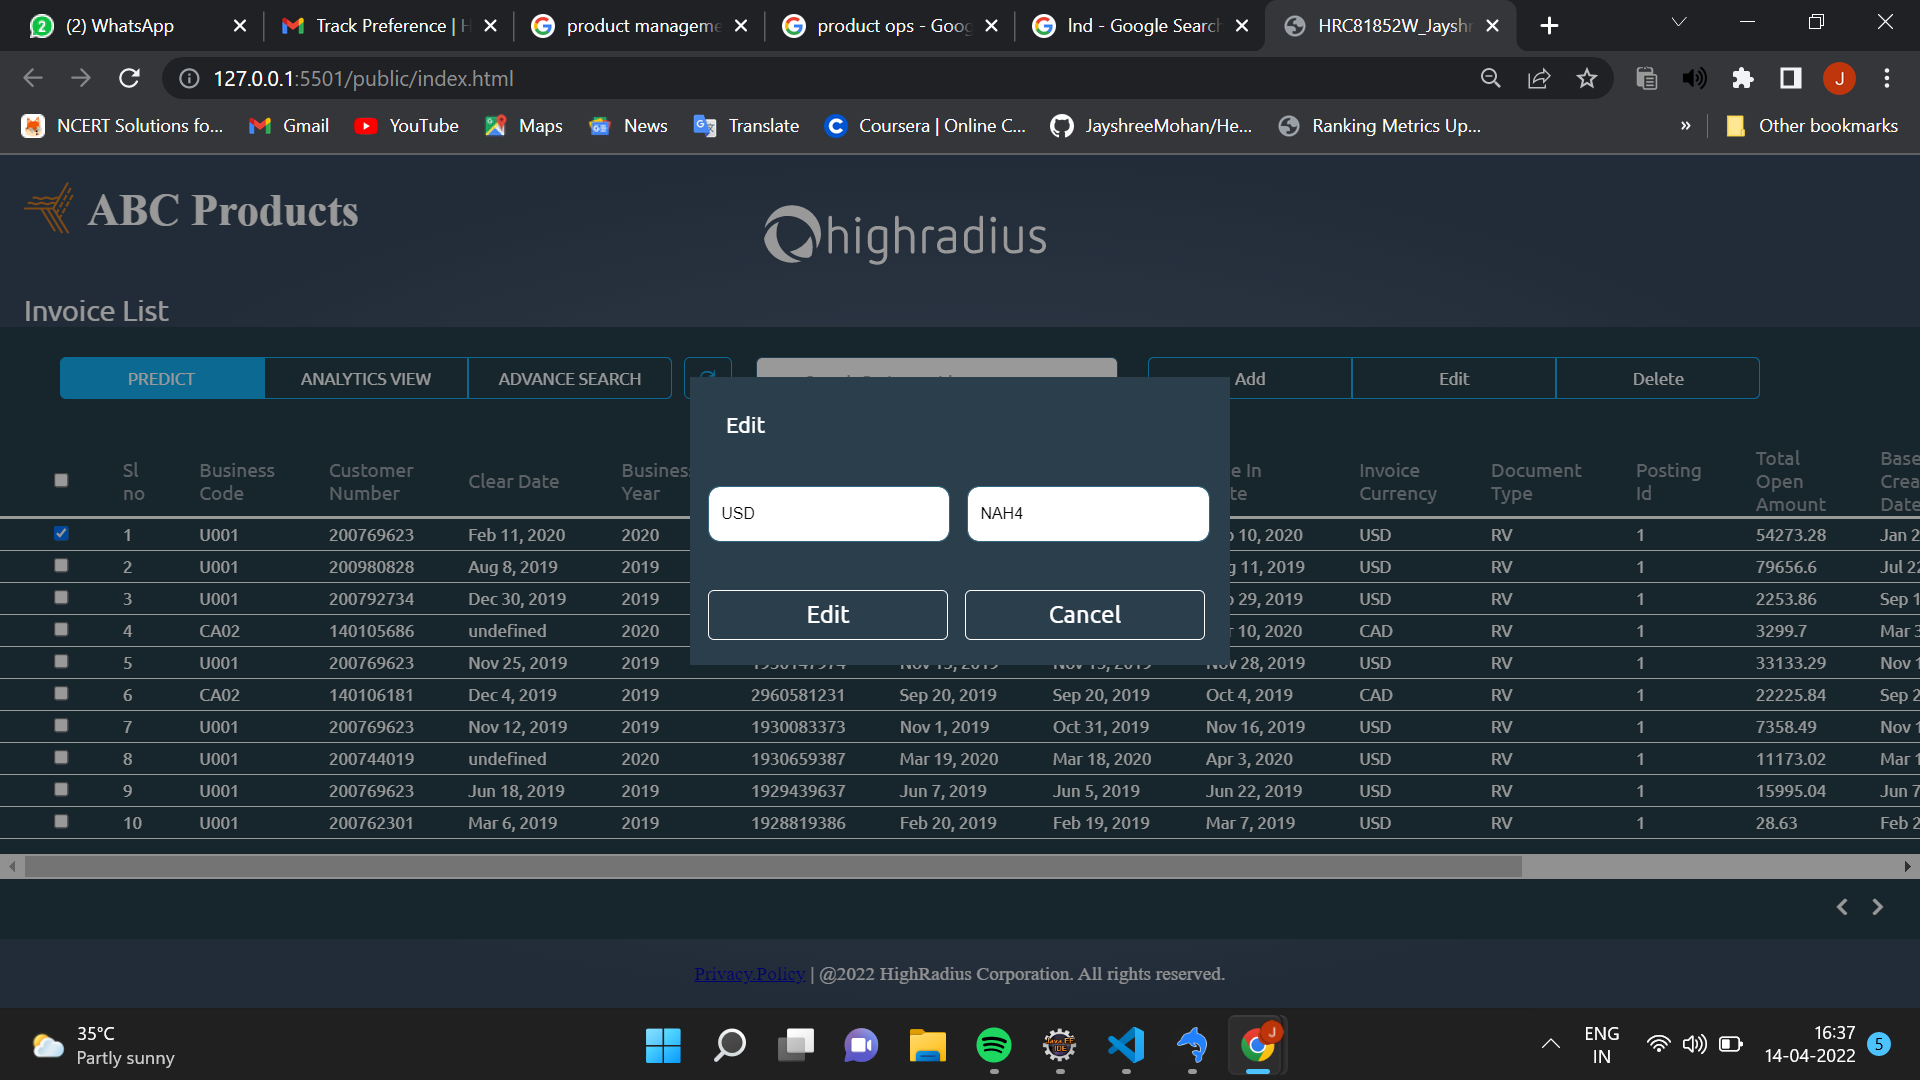 (2) WhatsApp
Track Preference | H
product manageme
product ops - Goog
lnd - Google Search
HRC81852W_Jayshr
127.0.0.1:5501/public/index.html
J
NCERT Solutions fo...
Gmail
YouTube
Maps
News
Translate
Coursera | Online C...
JayshreeMohan/He...
Ranking Metrics Up...
»
Other bookmarks
ABC Products
highradius
Invoice List
PREDICT
ANALYTICS VIEW
ADVANCE SEARCH
Add
Edit
Delete
Edit
USD
NAH4
Edit
Cancel
Sl no
Business Code
Customer Number
Clear Date
Business Year
e In
te
Invoice Currency
Document Type
Posting Id
Total Open Amount
Base
Crea
Date
1 U001 200769623 Feb 11, 2020 2020 10, 2020 USD RV 1 54273.28 Jan 2
2 U001 200980828 Aug 8, 2019 2019 11, 2019 USD RV 1 79656.6 Jul 22
3 U001 200792734 Dec 30, 2019 2019 29, 2019 USD RV 1 2253.86 Sep 1
4 CA02 140105686 undefined 2020 10, 2020 CAD RV 1 3299.7 Mar 3
5 U001 200769623 Nov 25, 2019 2019 1930147974 Nov 15, 2019 Nov 15, 2019 Nov 28, 2019 USD RV 1 33133.29 Nov 1
6 CA02 140106181 Dec 4, 2019 2019 2960581231 Sep 20, 2019 Sep 20, 2019 Oct 4, 2019 CAD RV 1 22225.84 Sep 2
7 U001 200769623 Nov 12, 2019 2019 1930083373 Nov 1, 2019 Oct 31, 2019 Nov 16, 2019 USD RV 1 7358.49 Nov 1
8 U001 200744019 undefined 2020 1930659387 Mar 19, 2020 Mar 18, 2020 Apr 3, 2020 USD RV 1 11173.02 Mar 1
9 U001 200769623 Jun 18, 2019 2019 1929439637 Jun 7, 2019 Jun 5, 2019 Jun 22, 2019 USD RV 1 15995.04 Jun 7
10 U001 200762301 Mar 6, 2019 2019 1928819386 Feb 20, 2019 Feb 19, 2019 Mar 7, 2019 USD RV 1 28.63 Feb 2
Privacy.Policy | @2022 HighRadius Corporation. All rights reserved.
35°C
Partly sunny
Java EE
IDE
J
ENG
IN
16:37
14-04-2022
5